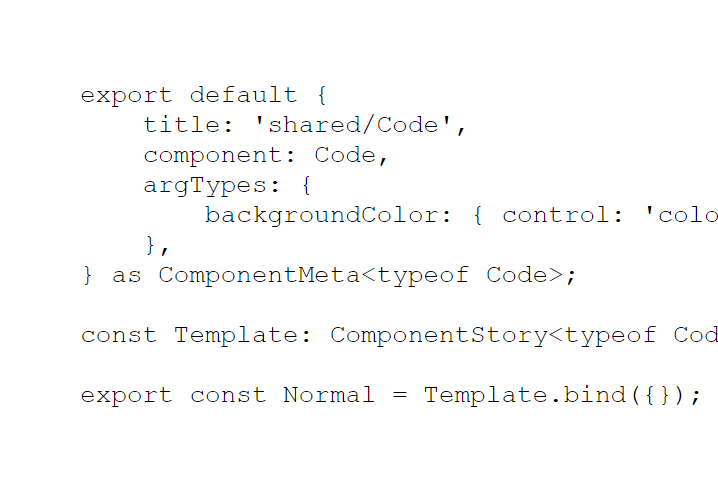 export default {
title: 'shared/Code',
component: Code,
argTypes: {
backgroundColor: { control: 'colo
},
} as ComponentMeta<typeof Code>;
const Template: ComponentStory<typeof Cod
export const Normal = Template.bind({});